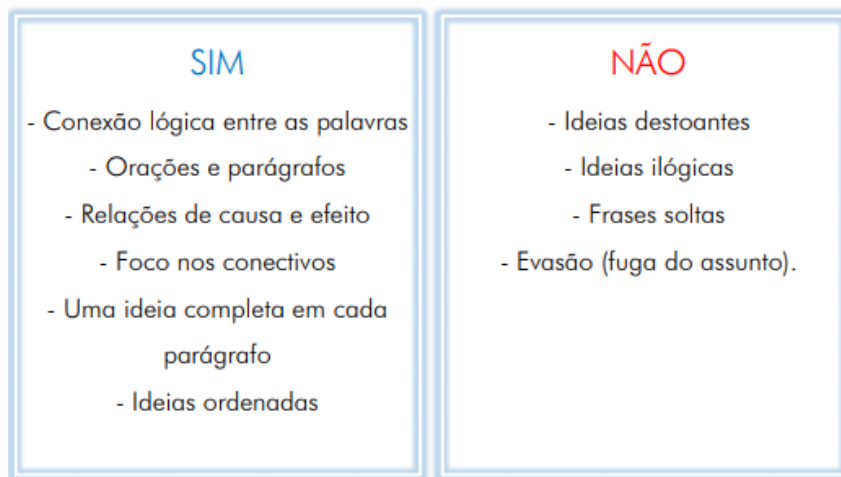 SIM
- Conexão lógica entre as palavras
- Orações e parágrafos
- Relações de causa e efeito
- Foco nos conectivos
- Uma ideia completa em cada
parágrafo
- Ideias ordenadas
NÃO
- Ideias destoantes
- Ideias ilógicas
- Frases soltas
- Evasão (fuga do assunto).